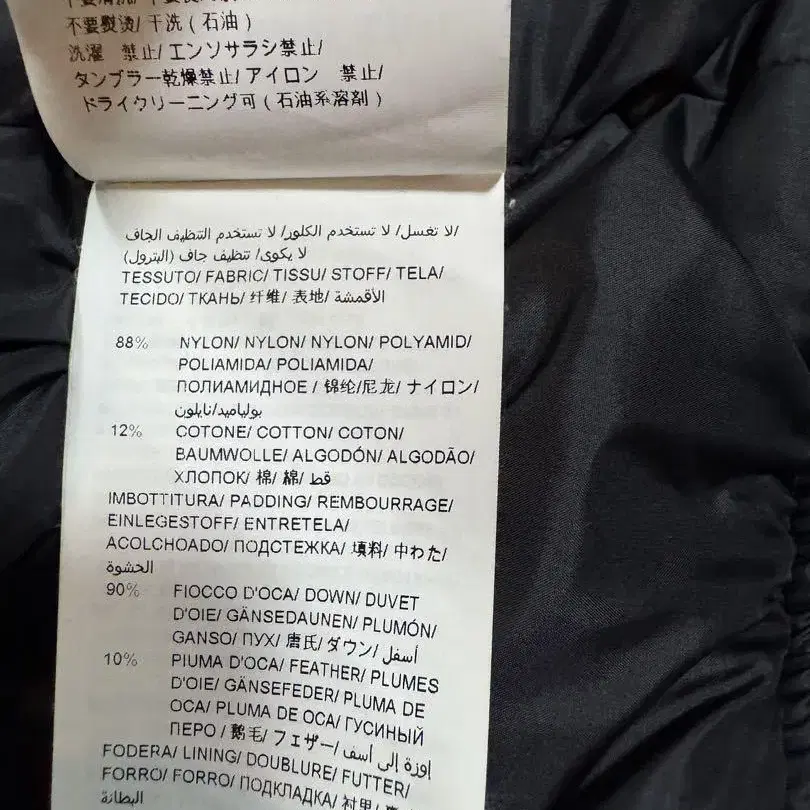 不要熨烫/ 干洗 ( 石油 )
洗濯 禁止/ エンソサラシ禁止/
タンブラー乾燥禁止/ アイロン 禁止/
ドライクリーニング可 ( 石油系溶剤 )
لا تغسل/ لا تستخدم الكلور/ لا تستخدم التنظيف الجاف/
لا يكوى/ تنظيف جاف (البترول)
TESSUTO/ FABRIC/ TISSU/ STOFF/ TELA/
TECIDO/ ТКАНЬ/ 纤维/ 表地/ الأقمشة
88% NYLON/ NYLON/ NYLON/ POLYAMID/
POLIAMIDA/ POLIAMIDA/
ПОЛИАМИДНОЕ / 锦纶/尼龙/ ナイロン/
بولياميد/نايلون
12% COTONE/ COTTON/ COTON/
BAUMWOLLE/ ALGODÓN/ ALGODÃO/
ХЛОПОК/ 棉/ 綿/ قط
IMBOTTITURA/ PADDING/ REMBOURRAGE/
EINLEGESTOFF/ ENTRETELA/
ACOLCHOADO/ ПОДСТЕЖКА/ 填料/ 中わた/
الحشوة
90% FIOCCO D'OCA/ DOWN/ DUVET
D'OIE/ GÄNSEDAUNEN/ PLUMÓN/
GANSO/ ПУХ/ 唐氏/ ダウン/ أسفل
10% PIUMA D'OCA/ FEATHER/ PLUMES
D'OIE/ GÄNSEFEDER/ PLUMA DE
OCA/ PLUMA DE OCA/ ГУСИНЫЙ
ПЕРО / 鹅毛/ フェザー/ اوزة إلى أسف
FODERA/ LINING/ DOUBLURE/ FUTTER/
FORRO/ FORRO/ ПОДКЛАДКА/ 衬里/
البطانة